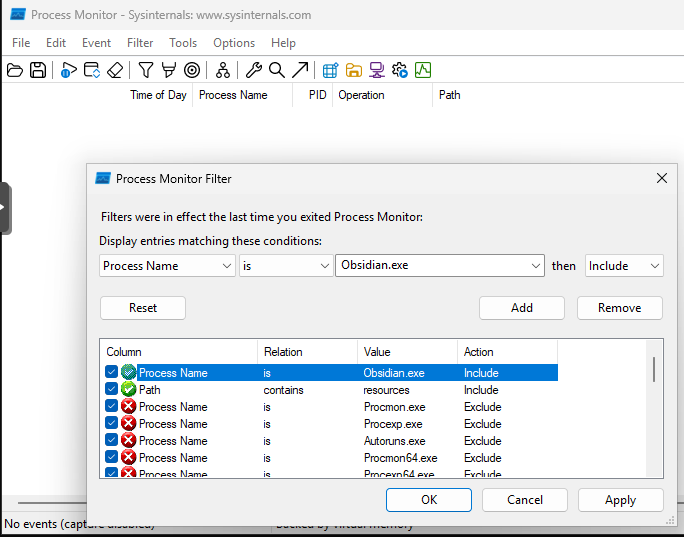 Process Monitor - Sysinternals: www.sysinternals.com
File Edit Event Filter Tools Options Help
Time of Day Process Name PID Operation Path
Process Monitor Filter
Filters were in effect the last time you exited Process Monitor:
Display entries matching these conditions:
Process Name is Obsidian.exe then Include
Reset Add Remove
Column Relation Value Action
Process Name is Obsidian.exe Include
Path contains resources Include
Process Name is Procmon.exe Exclude
Process Name is Procexp.exe Exclude
Process Name is Autoruns.exe Exclude
Process Name is Procmon64.exe Exclude
Process Name is Procexp64.exe Exclude
OK Cancel Apply
No events (capture disabled) Backed by virtual memory